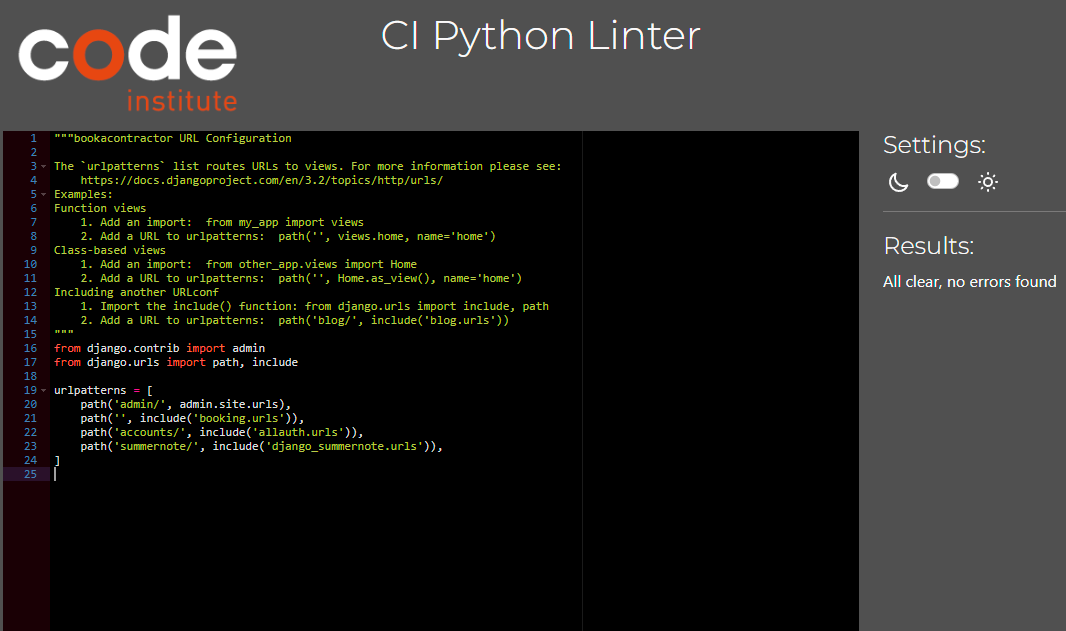 code
institute
CI Python Linter
1 """bookacontractor URL Configuration
2
3 The `urlpatterns` list routes URLs to views. For more information please see:
4     https://docs.djangoproject.com/en/3.2/topics/http/urls/
5 Examples:
6 Function views
7     1. Add an import:  from my_app import views
8     2. Add a URL to urlpatterns:  path('', views.home, name='home')
9 Class-based views
10     1. Add an import:  from other_app.views import Home
11     2. Add a URL to urlpatterns:  path('', Home.as_view(), name='home')
12 Including another URLconf
13     1. Import the include() function: from django.urls import include, path
14     2. Add a URL to urlpatterns:  path('blog/', include('blog.urls'))
15 """
16 from django.contrib import admin
17 from django.urls import path, include
18
19 urlpatterns = [
20     path('admin/', admin.site.urls),
21     path('', include('booking.urls')),
22     path('accounts/', include('allauth.urls')),
23     path('summernote/', include('django_summernote.urls')),
24 ]
25
Settings:
Results:
All clear, no errors found